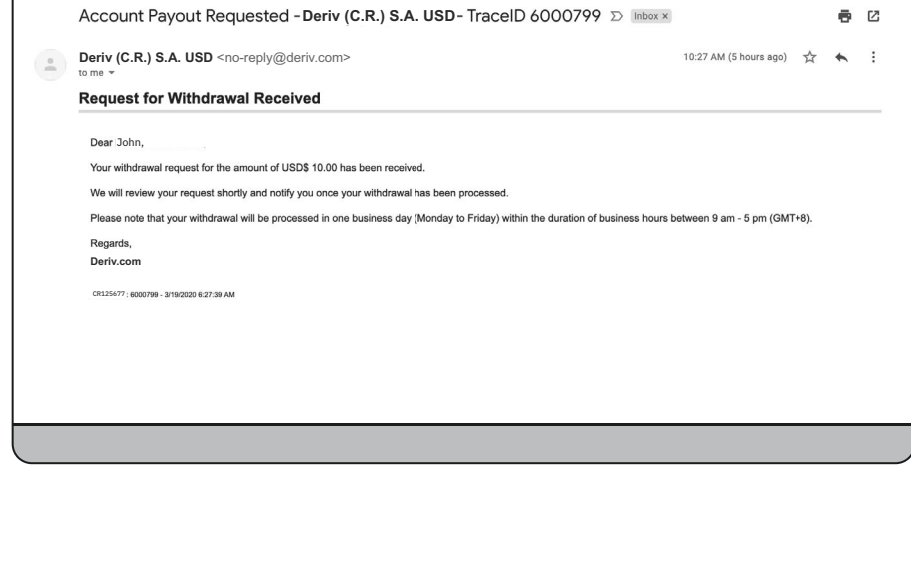 Account Payout Requested - Deriv (C.R.) S.A. USD- TraceID 6000799 Inbox ×
Deriv (C.R.) S.A. USD <no-reply@deriv.com> 10:27 AM (5 hours ago)
to me
Request for Withdrawal Received
Dear John,
Your withdrawal request for the amount of USD$ 10.00 has been received.
We will review your request shortly and notify you once your withdrawal has been processed.
Please note that your withdrawal will be processed in one business day (Monday to Friday) within the duration of business hours between 9 am - 5 pm (GMT+8).
Regards,
Deriv.com
CR125677 : 6000799 - 3/19/2020 6:27:39 AM